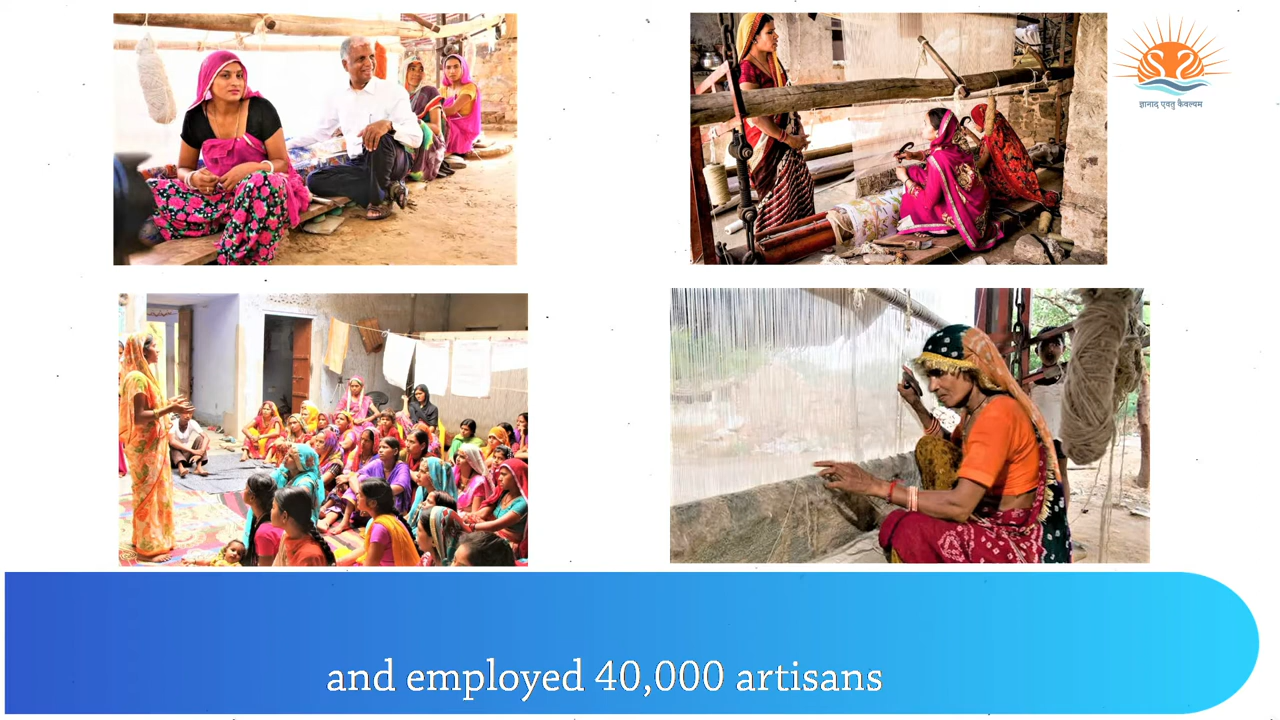 ज्ञानाद् एवतु कैवल्यम
and employed 40,000 artisans